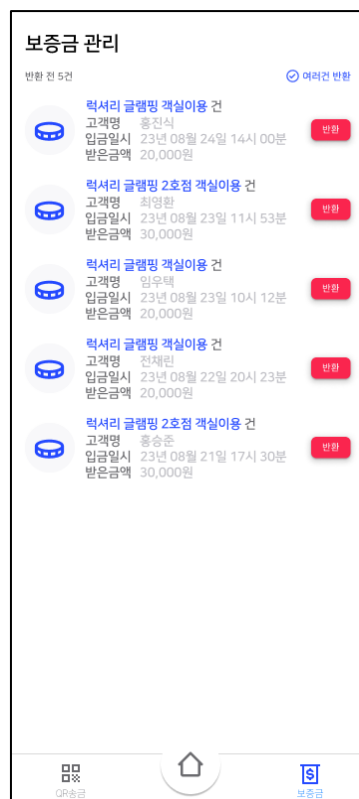 보증금 관리
반환 전 5건
여러건 반환
럭셔리 글램핑 객실이용 건
고객명 홍진식
입금일시 23년 08월 24일 14시 00분
받은금액 20,000원
반환
럭셔리 글램핑 2호점 객실이용 건
고객명 최영환
입금일시 23년 08월 23일 11시 53분
받은금액 30,000원
반환
럭셔리 글램핑 객실이용 건
고객명 임우택
입금일시 23년 08월 23일 10시 12분
받은금액 20,000원
반환
럭셔리 글램핑 객실이용 건
고객명 전채린
입금일시 23년 08월 22일 20시 23분
받은금액 20,000원
반환
럭셔리 글램핑 2호점 객실이용 건
고객명 홍승준
입금일시 23년 08월 21일 17시 30분
받은금액 30,000원
반환
QR송금
보증금